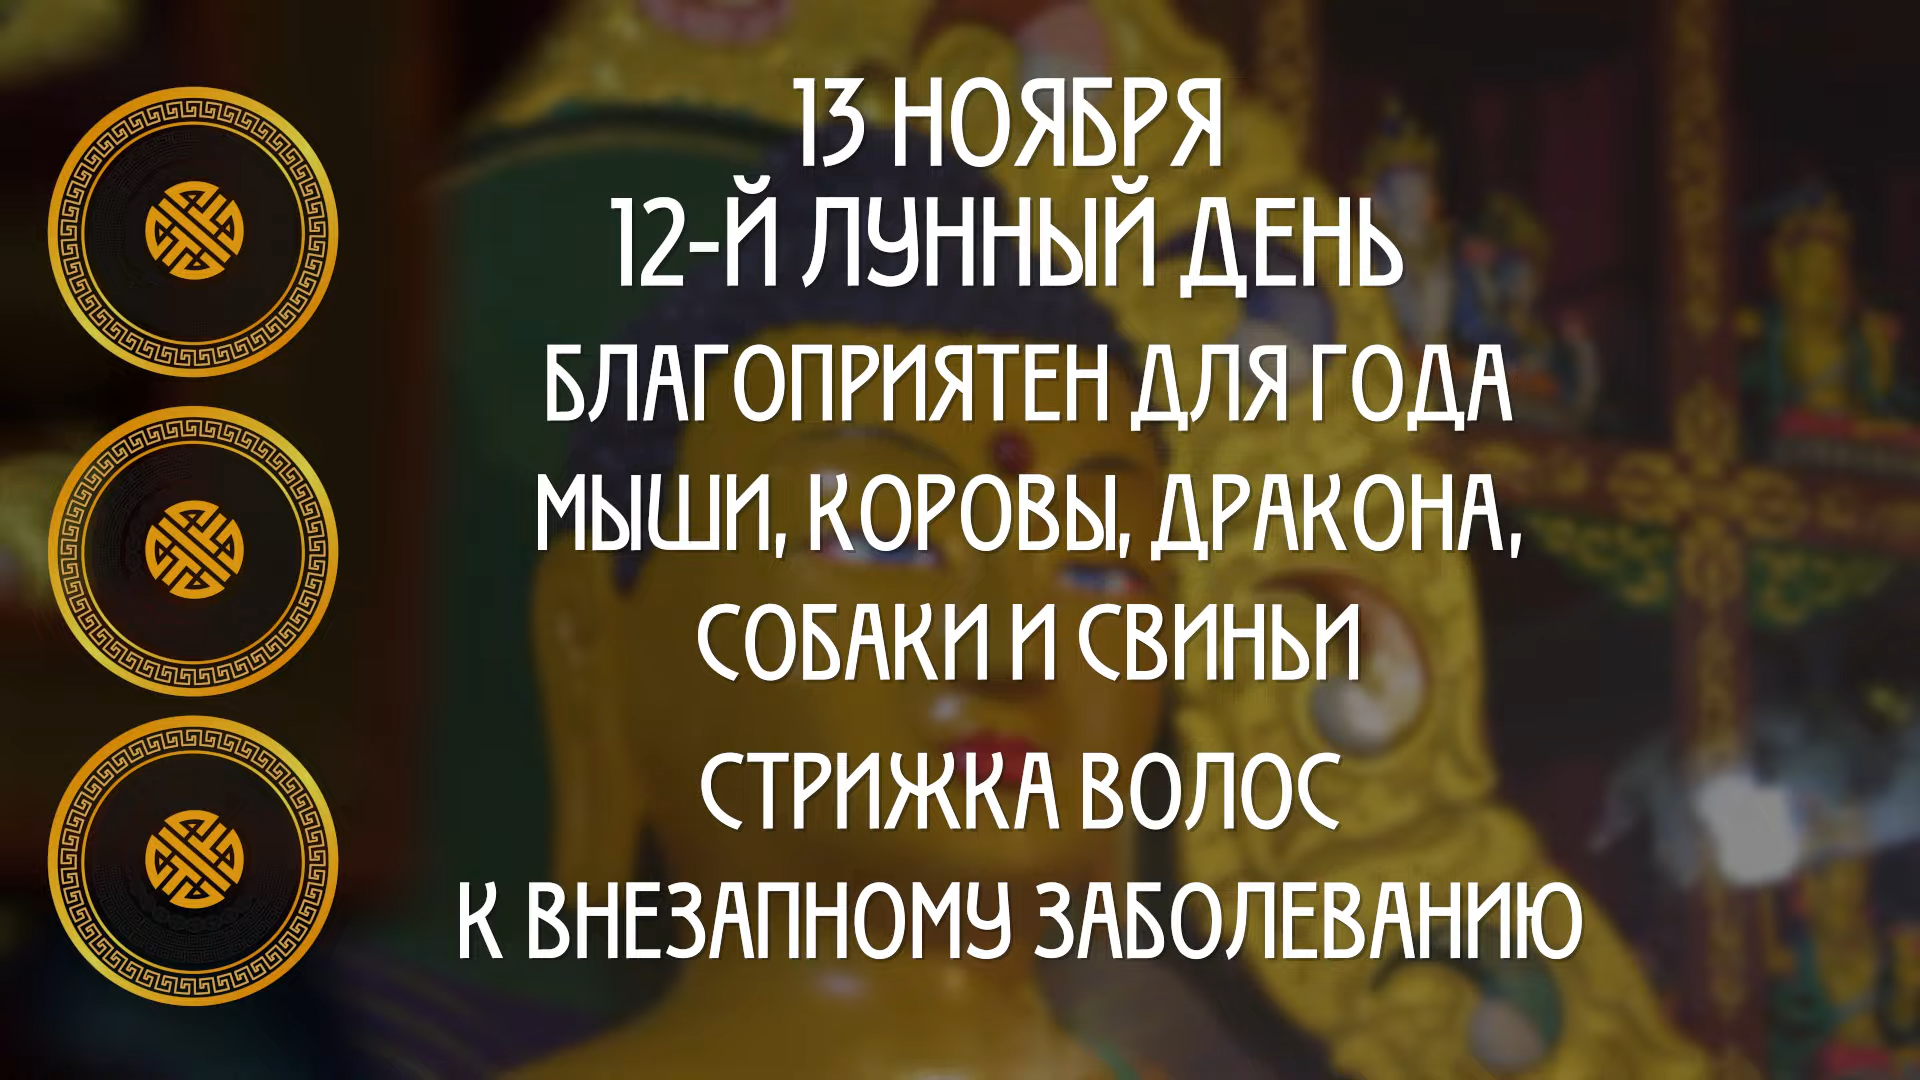 13 НОЯБРЯ
12-Й ЛУННЫЙ ДЕНЬ
БЛАГОПРИЯТЕН ДЛЯ ГОДА
МЫШИ, КОРОВЫ, ДРАКОНА,
СОБАКИ И СВИНЬИ
СТРИЖКА ВОЛОС
К ВНЕЗАПНОМУ ЗАБОЛЕВАНИЮ